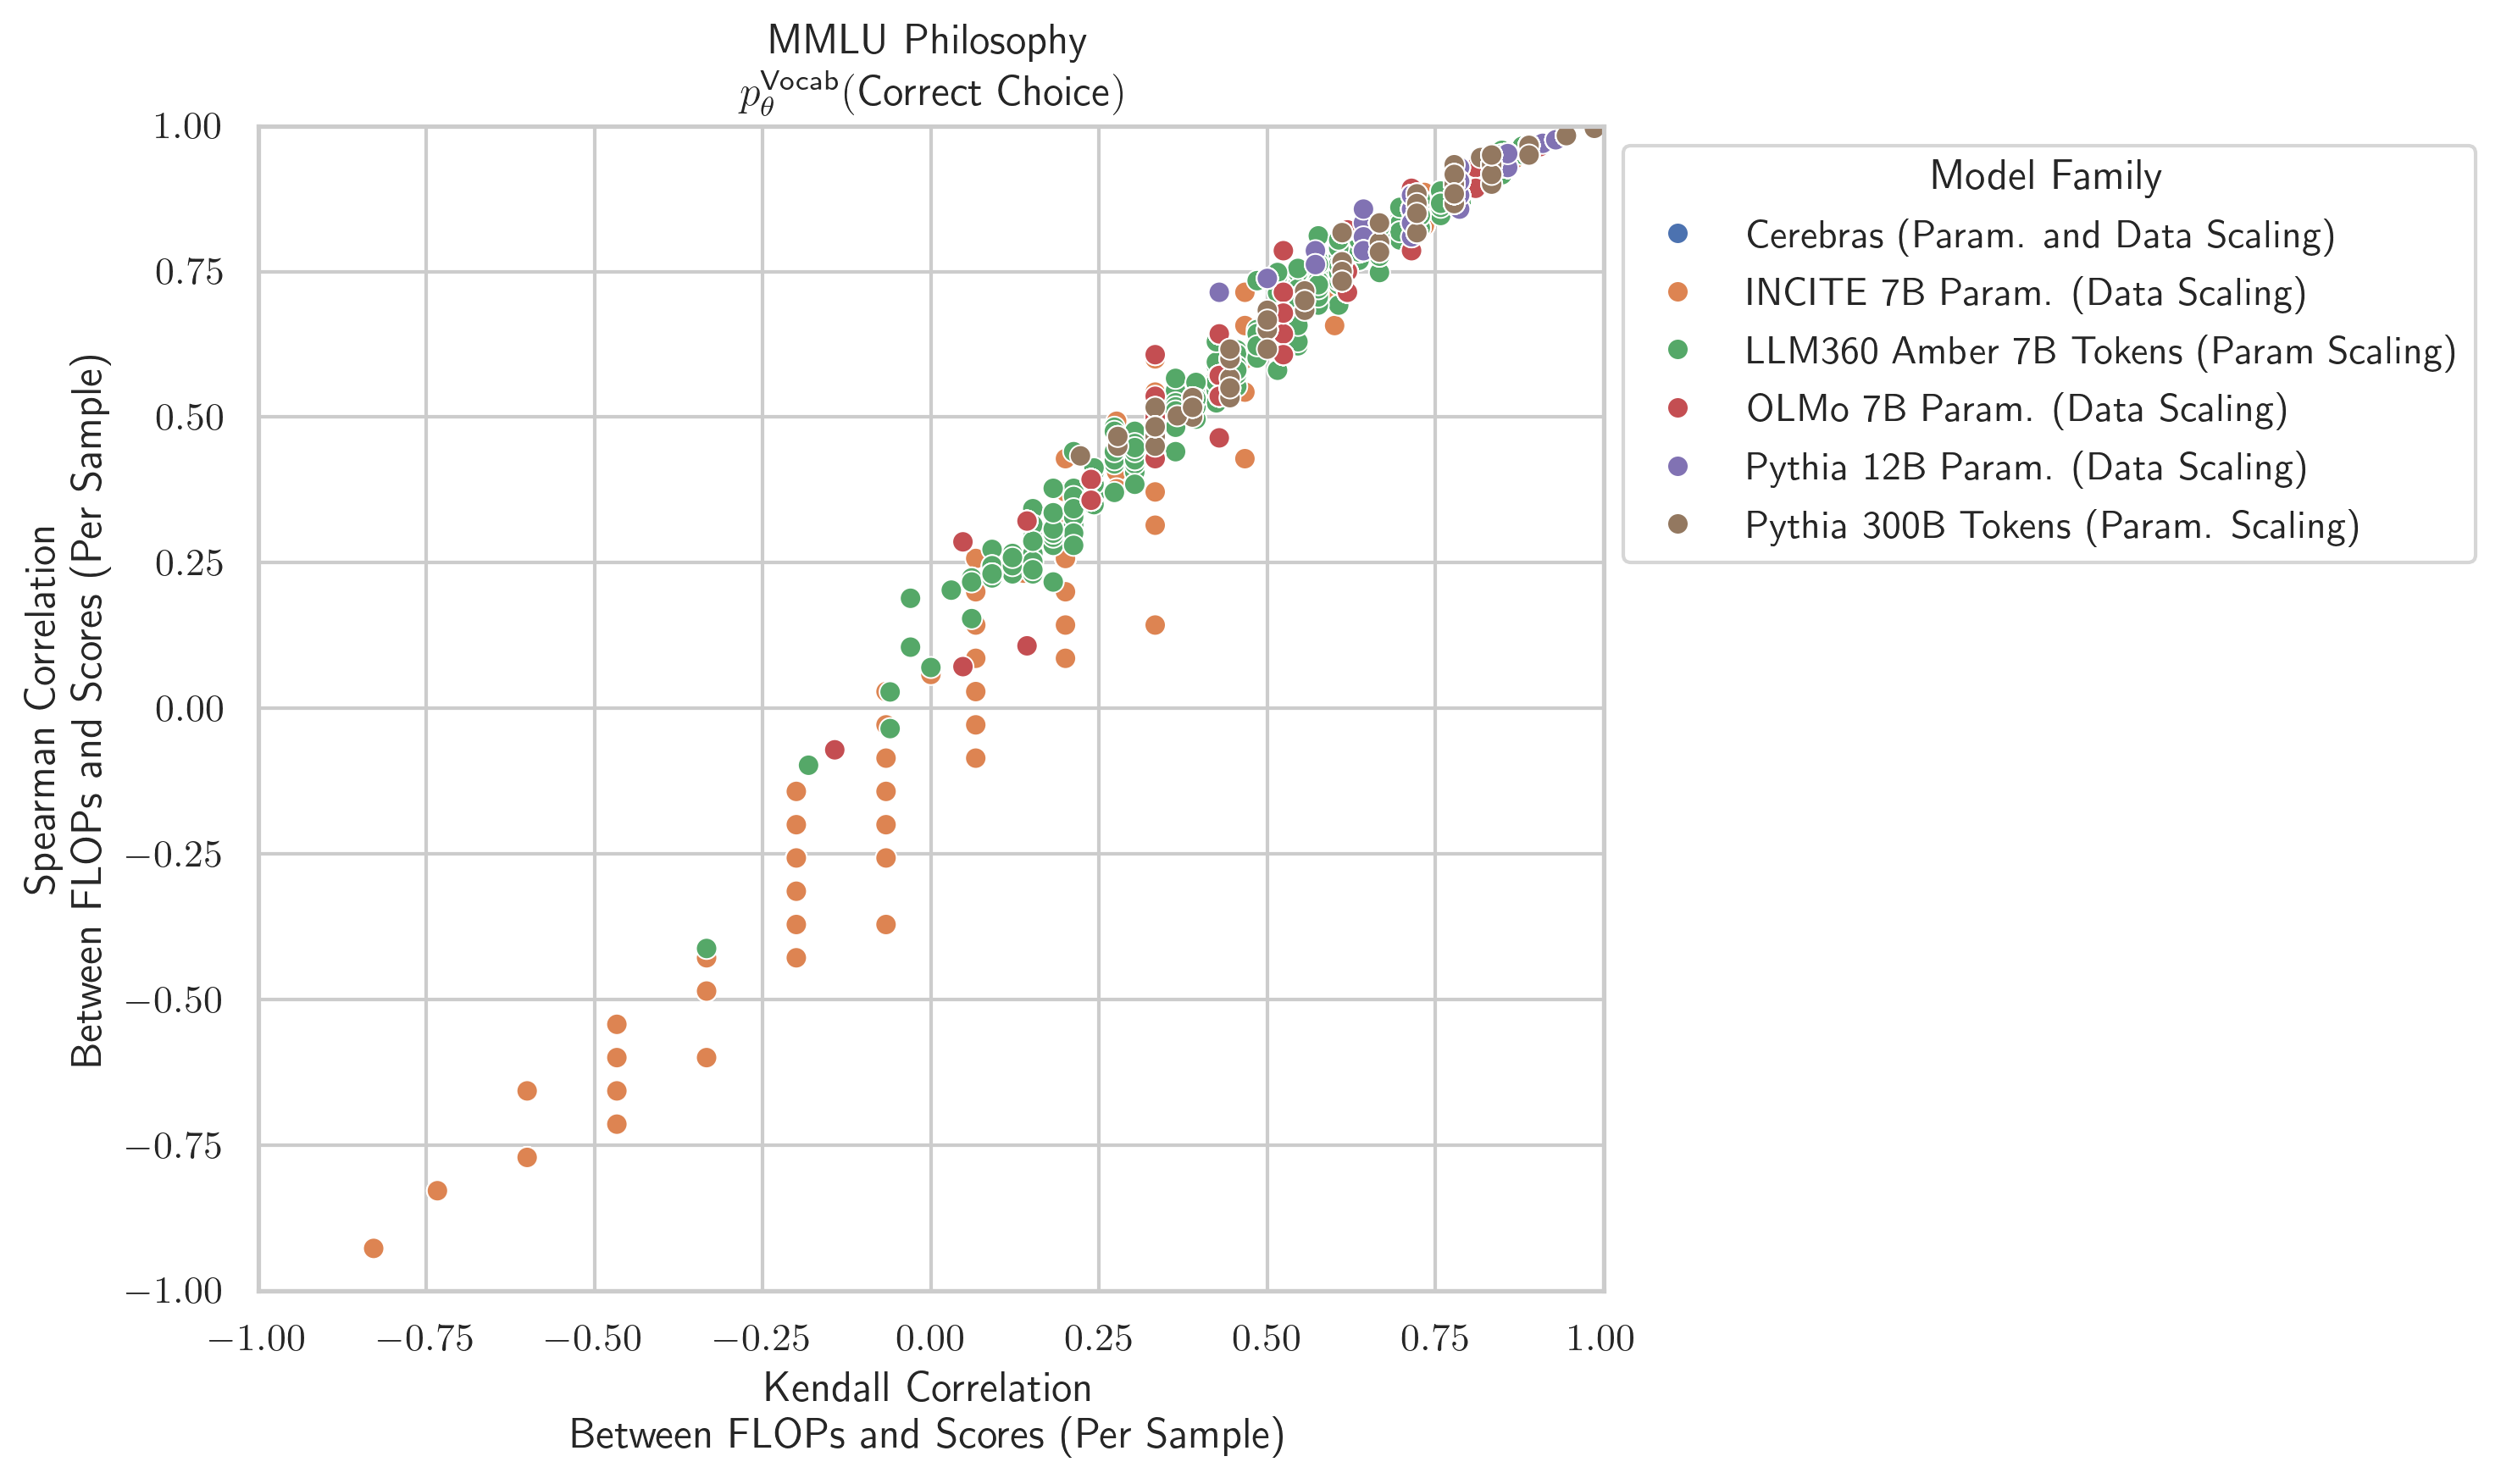 MMLU Philosophy
p_θ^Vocab(Correct Choice)
1.00
0.75
0.50
0.25
0.00
−0.25
−0.50
−0.75
−1.00
Spearman Correlation
Between FLOPs and Scores (Per Sample)
−1.00 −0.75 −0.50 −0.25 0.00 0.25 0.50 0.75 1.00
Kendall Correlation
Between FLOPs and Scores (Per Sample)
Model Family
Cerebras (Param. and Data Scaling)
INCITE 7B Param. (Data Scaling)
LLM360 Amber 7B Tokens (Param Scaling)
OLMo 7B Param. (Data Scaling)
Pythia 12B Param. (Data Scaling)
Pythia 300B Tokens (Param. Scaling)